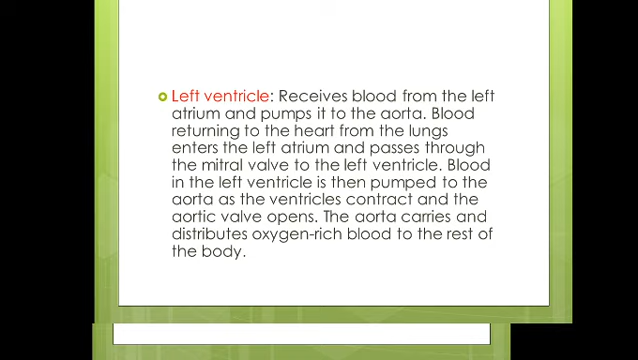 Left ventricle: Receives blood from the left
atrium and pumps it to the aorta. Blood
returning to the heart from the lungs
enters the left atrium and passes through
the mitral valve to the left ventricle. Blood
in the left ventricle is then pumped to the
aorta as the ventricles contract and the
aortic valve opens. The aorta carries and
distributes oxygen-rich blood to the rest of
the body.